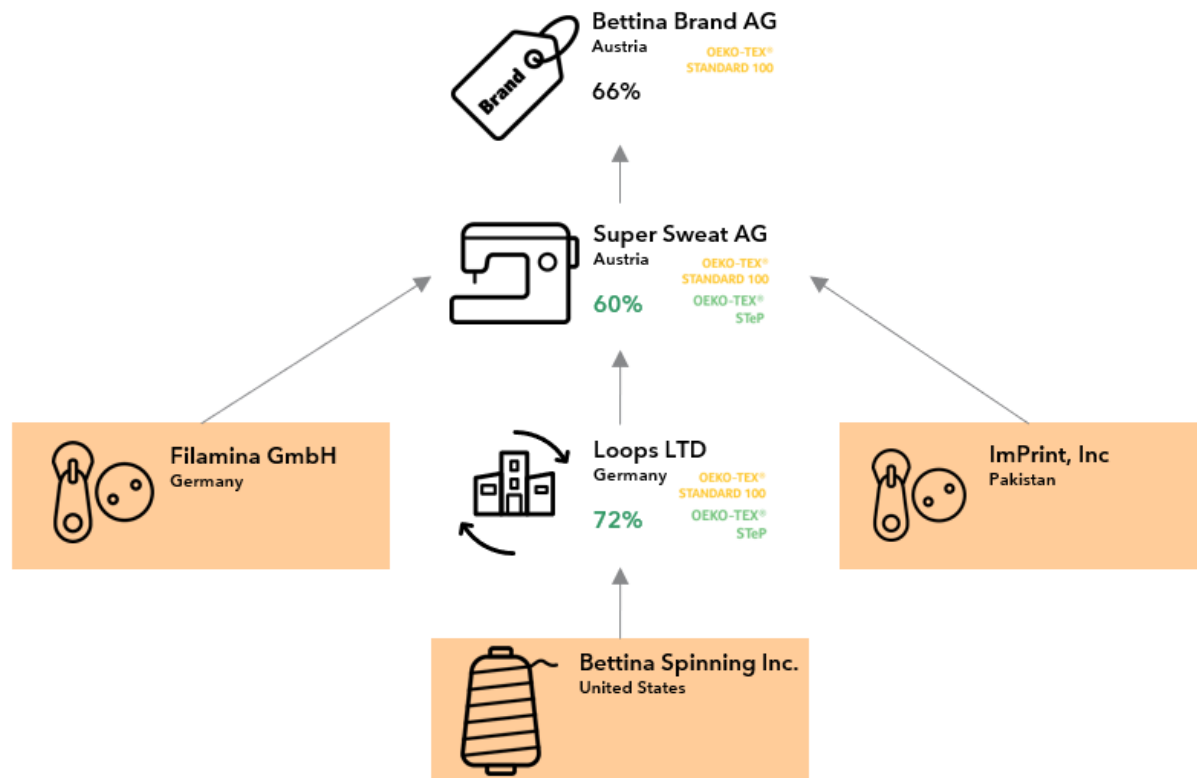 Bettina Brand AG
Austria
OEKO-TEX®
STANDARD 100
66%
Brand
Super Sweat AG
Austria
OEKO-TEX®
STANDARD 100
60%
OEKO-TEX®
STeP
Filamina GmbH
Germany
Loops LTD
Germany
OEKO-TEX®
STANDARD 100
72%
OEKO-TEX®
STeP
ImPrint, Inc
Pakistan
Bettina Spinning Inc.
United States